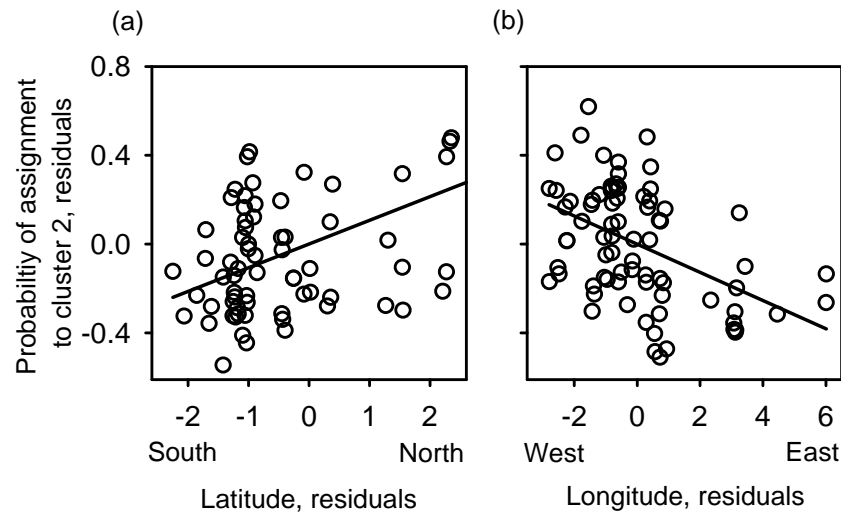 (a)
(b)
Probabiltiy of assignment
to cluster 2, residuals
0.8
0.4
0.0
-0.4
-2 -1 0 1 2
-2 0 2 4 6
South North
West East
Latitude, residuals
Longitude, residuals